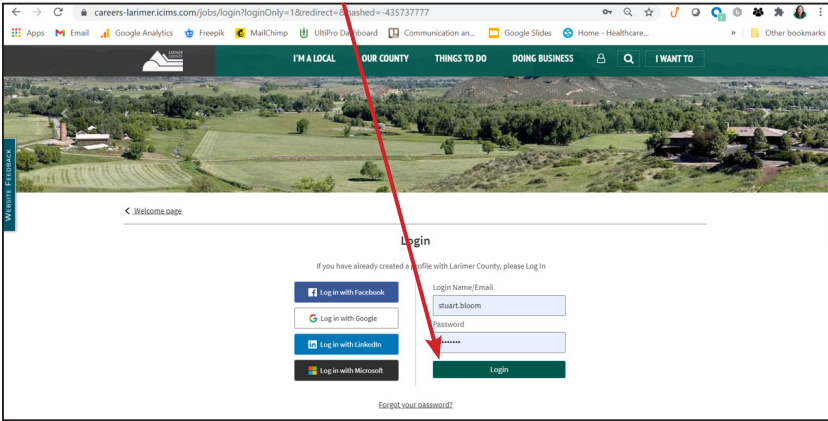 careers-larimer.icims.com/jobs/login?loginOnly=1&redirect=&hashed=-435737777
Apps Email Google Analytics Freepik MailChimp UltiPro Dashboard Communication an... Google Slides Home - Healthcare... » Other bookmarks
LARIMER COUNTY I'M A LOCAL OUR COUNTY THINGS TO DO DOING BUSINESS I WANT TO
WEBSITE FEEDBACK
Welcome page
Login
If you have already created a profile with Larimer County, please Log In
Log in with Facebook
Log in with Google
Log in with LinkedIn
Log in with Microsoft
Login Name/Email
stuart.bloom
Password
Login
Forgot your password?